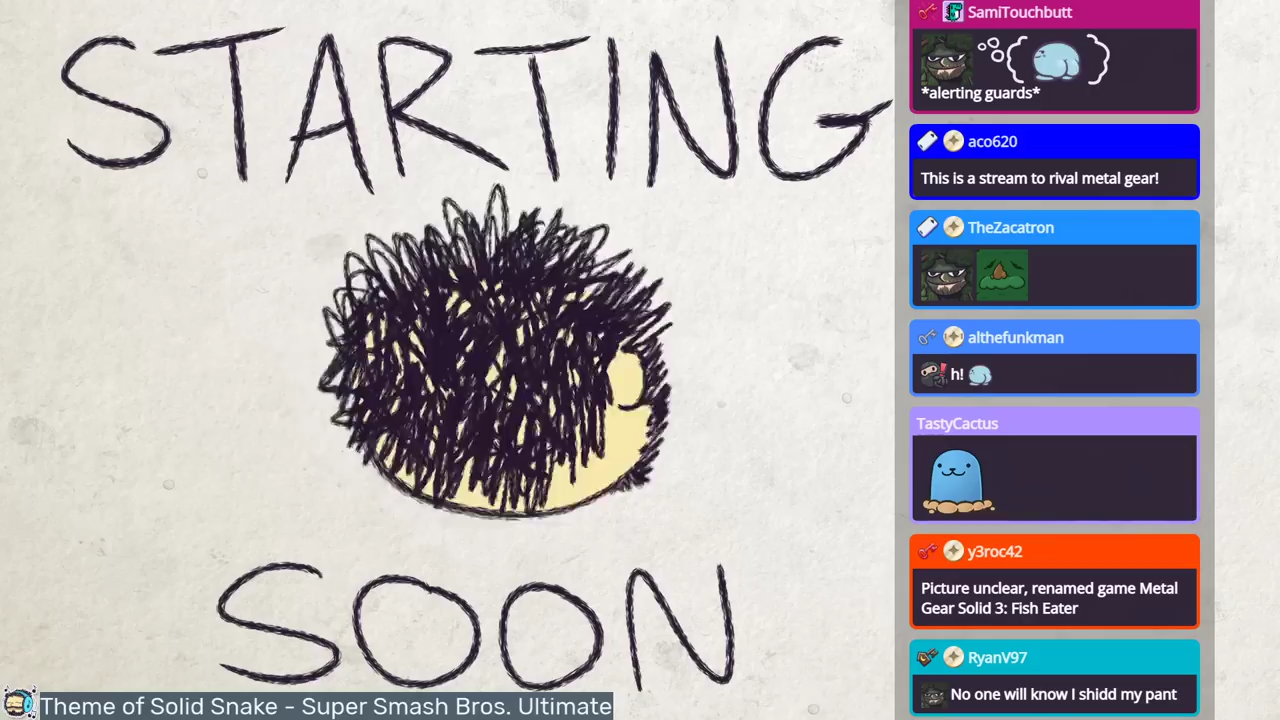 STARTING
SOON
Theme of Solid Snake - Super Smash Bros. Ultimate
SamiTouchbutt
*alerting guards*
aco620
This is a stream to rival metal gear!
TheZacatron
althefunkman
h!
TastyCactus
y3roc42
Picture unclear, renamed game Metal
Gear Solid 3: Fish Eater
RyanV97
No one will know I shidd my pant